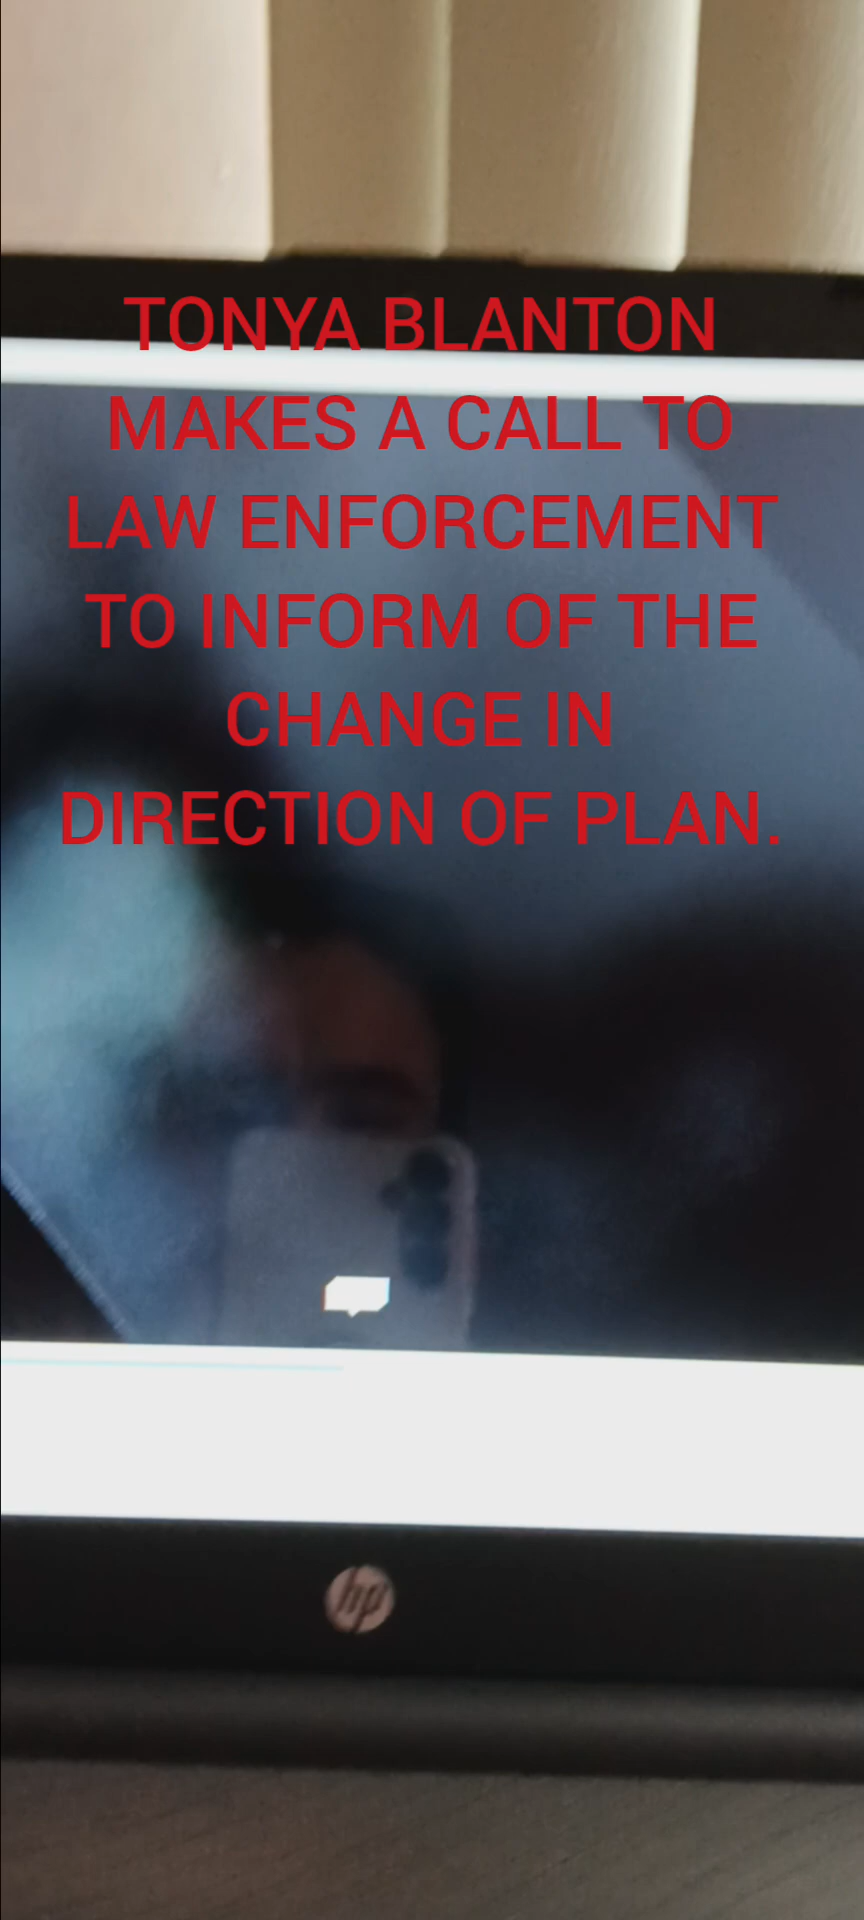 TONYA BLANTON
MAKES A CALL TO
LAW ENFORCEMENT
TO INFORM OF THE
CHANGE IN
DIRECTION OF PLAN.
hp